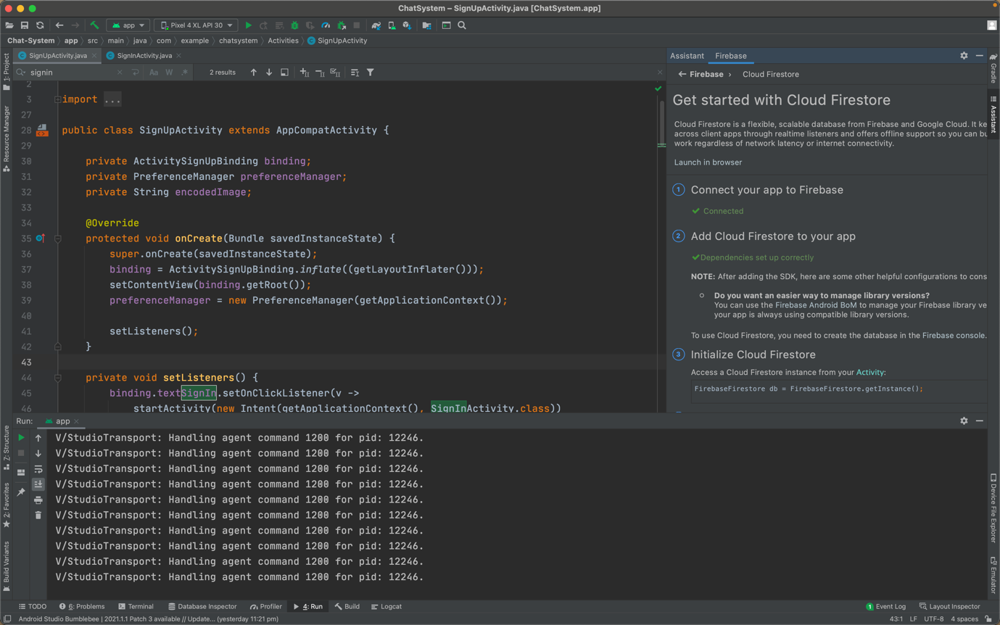 ChatSystem – SignUpActivity.java [ChatSystem.app]
app
Pixel 4 XL API 30
Chat-System
app
src
main
java
com
example
chatsystem
Activities
SignUpActivity
1: Project
Resource Manager
Z: Structure
2: Favorites
Build Variants
SignUpActivity.java
SignInActivity.java
signin
Aa
W
.*
2 results
2
3 import ...
27
28 public class SignUpActivity extends AppCompatActivity {
29
30 private ActivitySignUpBinding binding;
31 private PreferenceManager preferenceManager;
32 private String encodedImage;
33
34 @Override
35 protected void onCreate(Bundle savedInstanceState) {
36 super.onCreate(savedInstanceState);
37 binding = ActivitySignUpBinding.inflate((getLayoutInflater()));
38 setContentView(binding.getRoot());
39 preferenceManager = new PreferenceManager(getApplicationContext());
40
41 setListeners();
42 }
43
44 private void setListeners() {
45 binding.textSignIn.setOnClickListener(v ->
46 startActivity(new Intent(getApplicationContext(), SignInActivity.class))
Assistant
Firebase
Firebase › Cloud Firestore
Get started with Cloud Firestore
Cloud Firestore is a flexible, scalable database from Firebase and Google Cloud. It ke
across client apps through realtime listeners and offers offline support so you can bu
work regardless of network latency or internet connectivity.
Launch in browser
1 Connect your app to Firebase
Connected
2 Add Cloud Firestore to your app
Dependencies set up correctly
NOTE: After adding the SDK, here are some other helpful configurations to cons
Do you want an easier way to manage library versions?
You can use the Firebase Android BoM to manage your Firebase library ve
your app is always using compatible library versions.
To use Cloud Firestore, you need to create the database in the Firebase console.
3 Initialize Cloud Firestore
Access a Cloud Firestore instance from your Activity:
FirebaseFirestore db = FirebaseFirestore.getInstance();
Gradle
Assistant
Device File Explorer
Emulator
Run: app
V/StudioTransport: Handling agent command 1200 for pid: 12246.
V/StudioTransport: Handling agent command 1200 for pid: 12246.
V/StudioTransport: Handling agent command 1200 for pid: 12246.
V/StudioTransport: Handling agent command 1200 for pid: 12246.
V/StudioTransport: Handling agent command 1200 for pid: 12246.
V/StudioTransport: Handling agent command 1200 for pid: 12246.
V/StudioTransport: Handling agent command 1200 for pid: 12246.
V/StudioTransport: Handling agent command 1200 for pid: 12246.
V/StudioTransport: Handling agent command 1200 for pid: 12246.
V/StudioTransport: Handling agent command 1200 for pid: 12246.
TODO
6: Problems
Terminal
Database Inspector
Profiler
4: Run
Build
Logcat
1 Event Log
Layout Inspector
Android Studio Bumblebee | 2021.1.1 Patch 3 available // Update... (yesterday 11:21 pm)
43:1 LF UTF-8 4 spaces